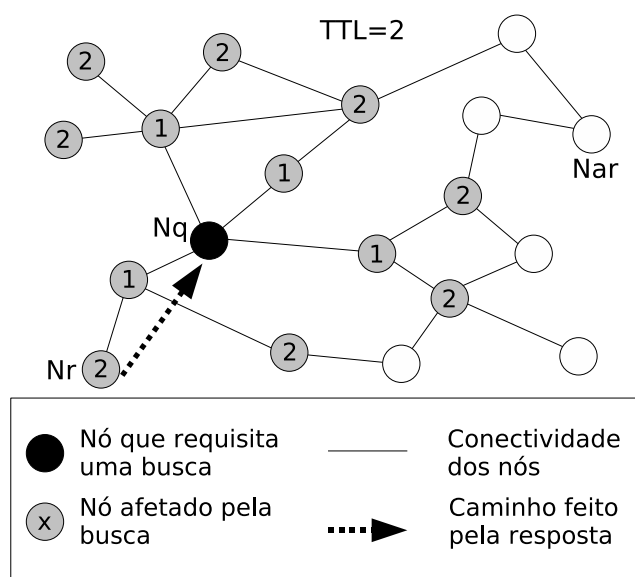 TTL=2
2
2
2
2
1
Nar
1
2
Nq
1
1
2
2
Nr
2
Nó que requisita
uma busca
Conectividade
dos nós
x
Nó afetado pela
busca
Caminho feito
pela resposta